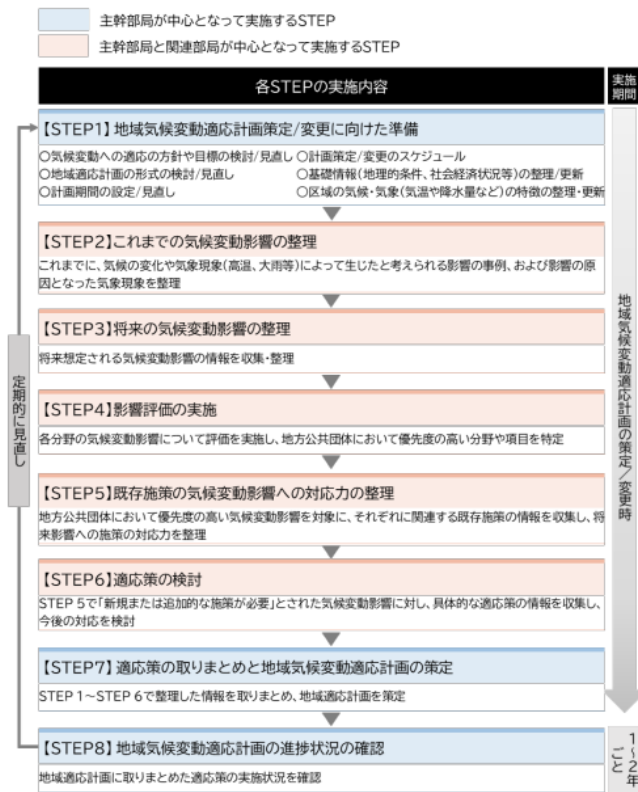 主幹部局が中心となって実施するSTEP
主幹部局と関連部局が中心となって実施するSTEP
各STEPの実施内容
実施
期間
【STEP1】地域気候変動適応計画策定/変更に向けた準備
○気候変動への適応の方針や目標の検討/見直し
○計画策定/変更のスケジュール
○地域適応計画の形式の検討/見直し
○基礎情報(地理的条件、社会経済状況等)の整理/更新
○計画期間の設定/見直し
○区域の気候・気象(気温や降水量など)の特徴の整理・更新
【STEP2】これまでの気候変動影響の整理
これまでに、気候の変化や気象現象(高温、大雨等)によって生じたと考えられる影響の事例、および影響の原
因となった気象現象を整理
【STEP3】将来の気候変動影響の整理
将来想定される気候変動影響の情報を収集・整理
【STEP4】影響評価の実施
各分野の気候変動影響について評価を実施し、地方公共団体において優先度の高い分野や項目を特定
【STEP5】既存施策の気候変動影響への対応力の整理
地方公共団体において優先度の高い気候変動影響を対象に、それぞれに関連する既存施策の情報を収集し、将
来影響への施策の対応力を整理
【STEP6】適応策の検討
STEP 5で「新規または追加的な施策が必要」とされた気候変動影響に対し、具体的な適応策の情報を収集し、
今後の対応を検討
【STEP7】適応策の取りまとめと地域気候変動適応計画の策定
STEP 1～STEP 6で整理した情報を取りまとめ、地域適応計画を策定
【STEP8】地域気候変動適応計画の進捗状況の確認
地域適応計画に取りまとめた適応策の実施状況を確認
定期的に見直し
地域気候変動適応計画の策定／変更時
1～2年
ごと